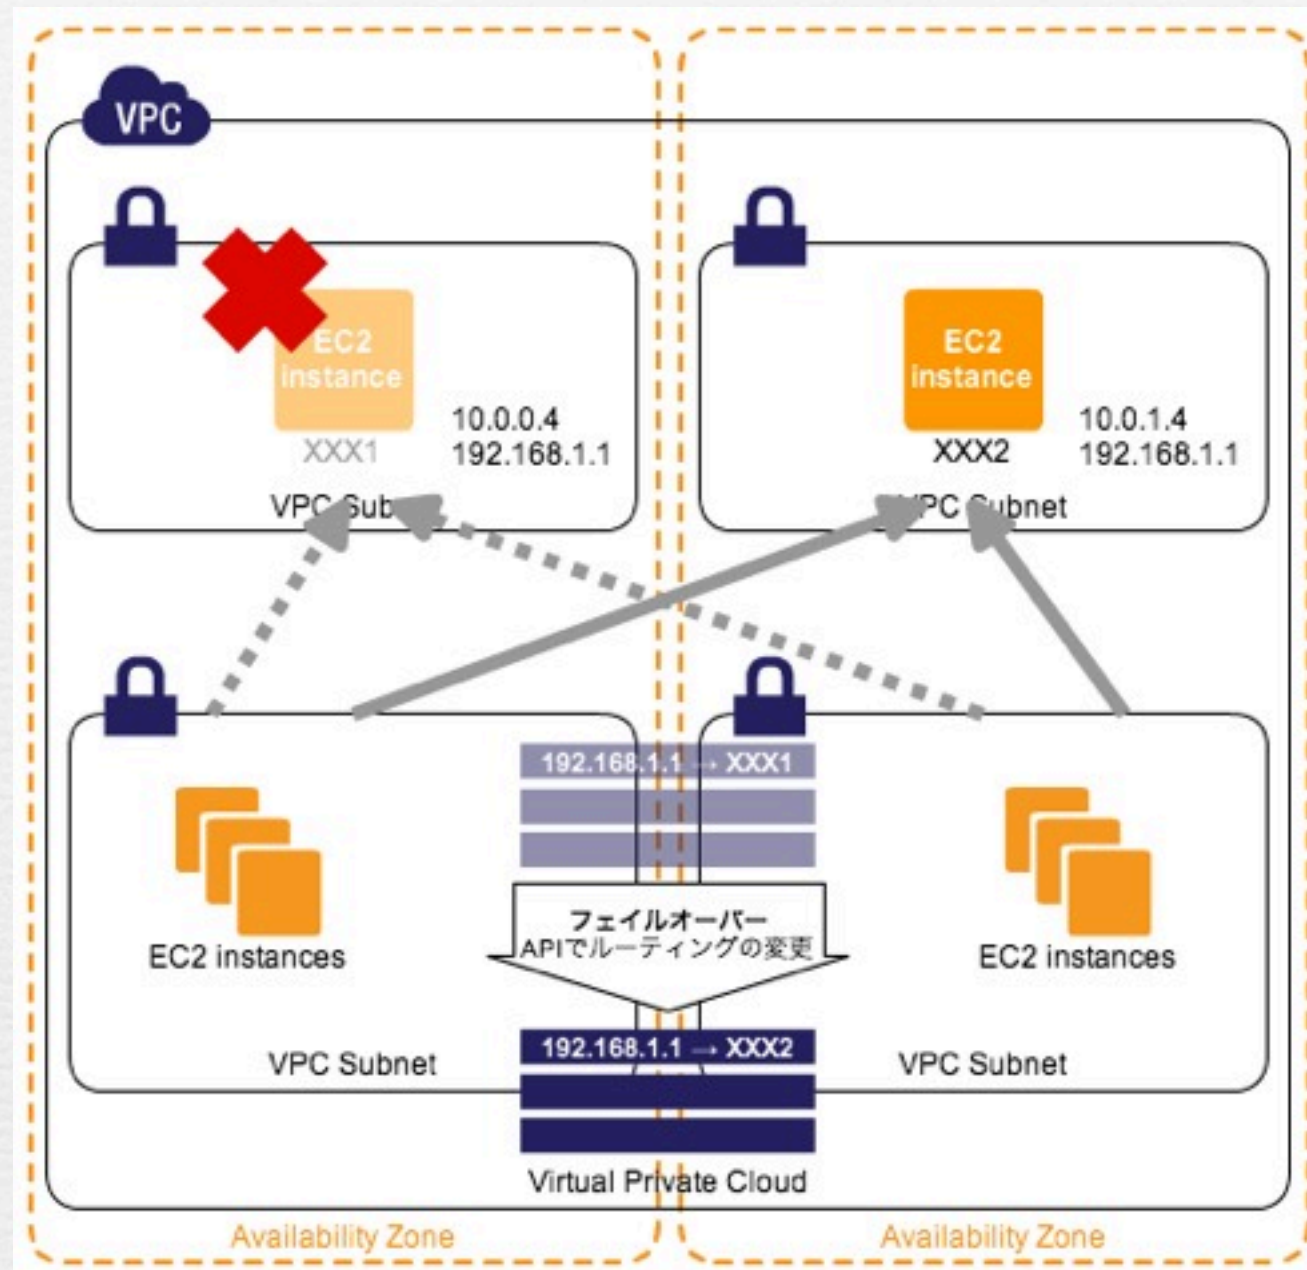 VPC
EC2
instance
XXX1
10.0.0.4
192.168.1.1
VPC Subnet
EC2
instance
XXX2
10.0.1.4
192.168.1.1
VPC Subnet
192.168.1.1 → XXX1
EC2 instances
VPC Subnet
フェイルオーバー
APIでルーティングの変更
EC2 instances
VPC Subnet
192.168.1.1 → XXX2
Virtual Private Cloud
Availability Zone
Availability Zone